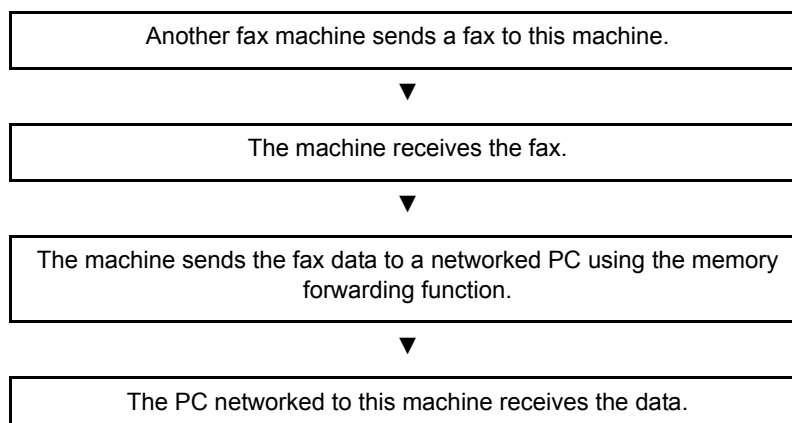 Another fax machine sends a fax to this machine.
▼
The machine receives the fax.
▼
The machine sends the fax data to a networked PC using the memory
forwarding function.
▼
The PC networked to this machine receives the data.